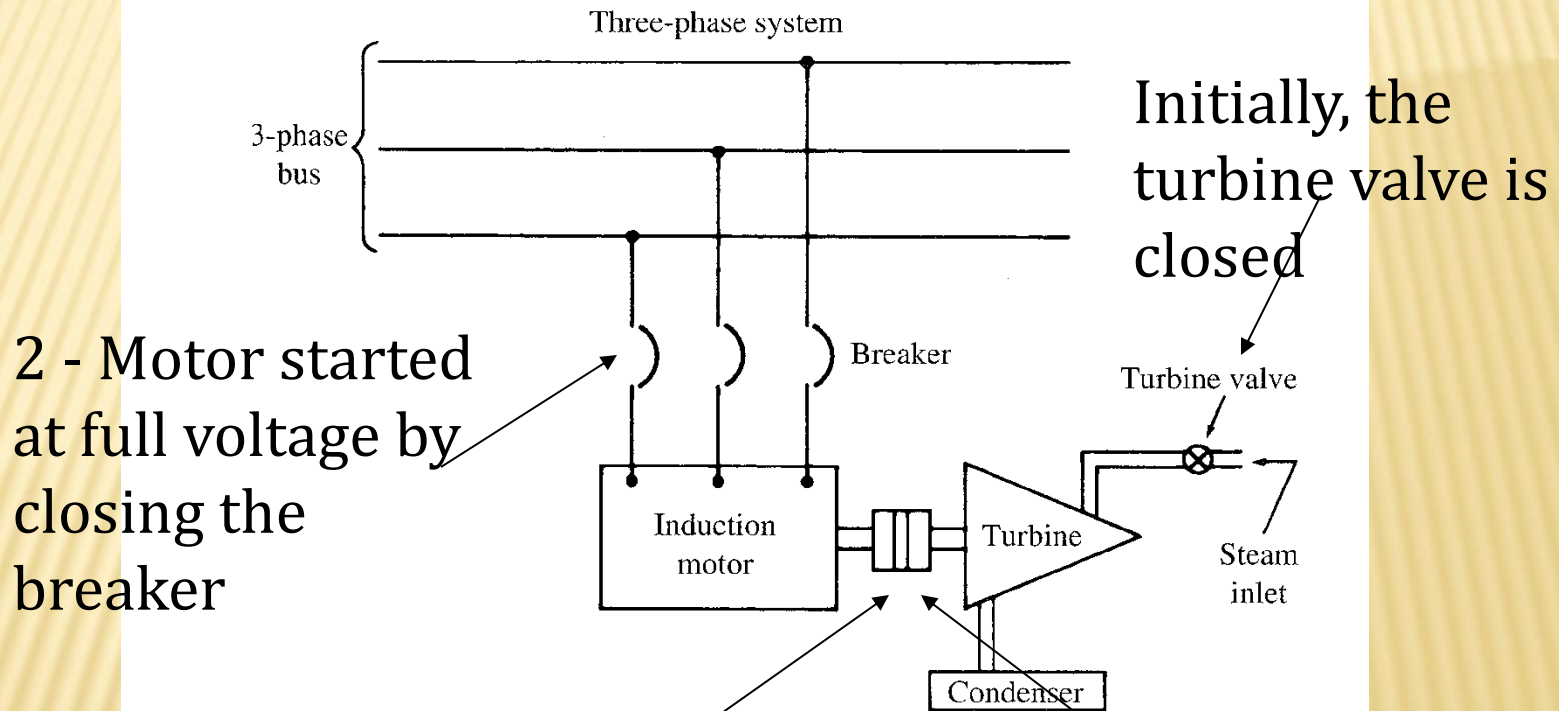 Three-phase system
3-phase
bus
Initially, the
turbine valve is
closed
2 - Motor started
at full voltage by
closing the
breaker
Breaker
Turbine valve
Induction
motor
Turbine
Steam
inlet
Condenser